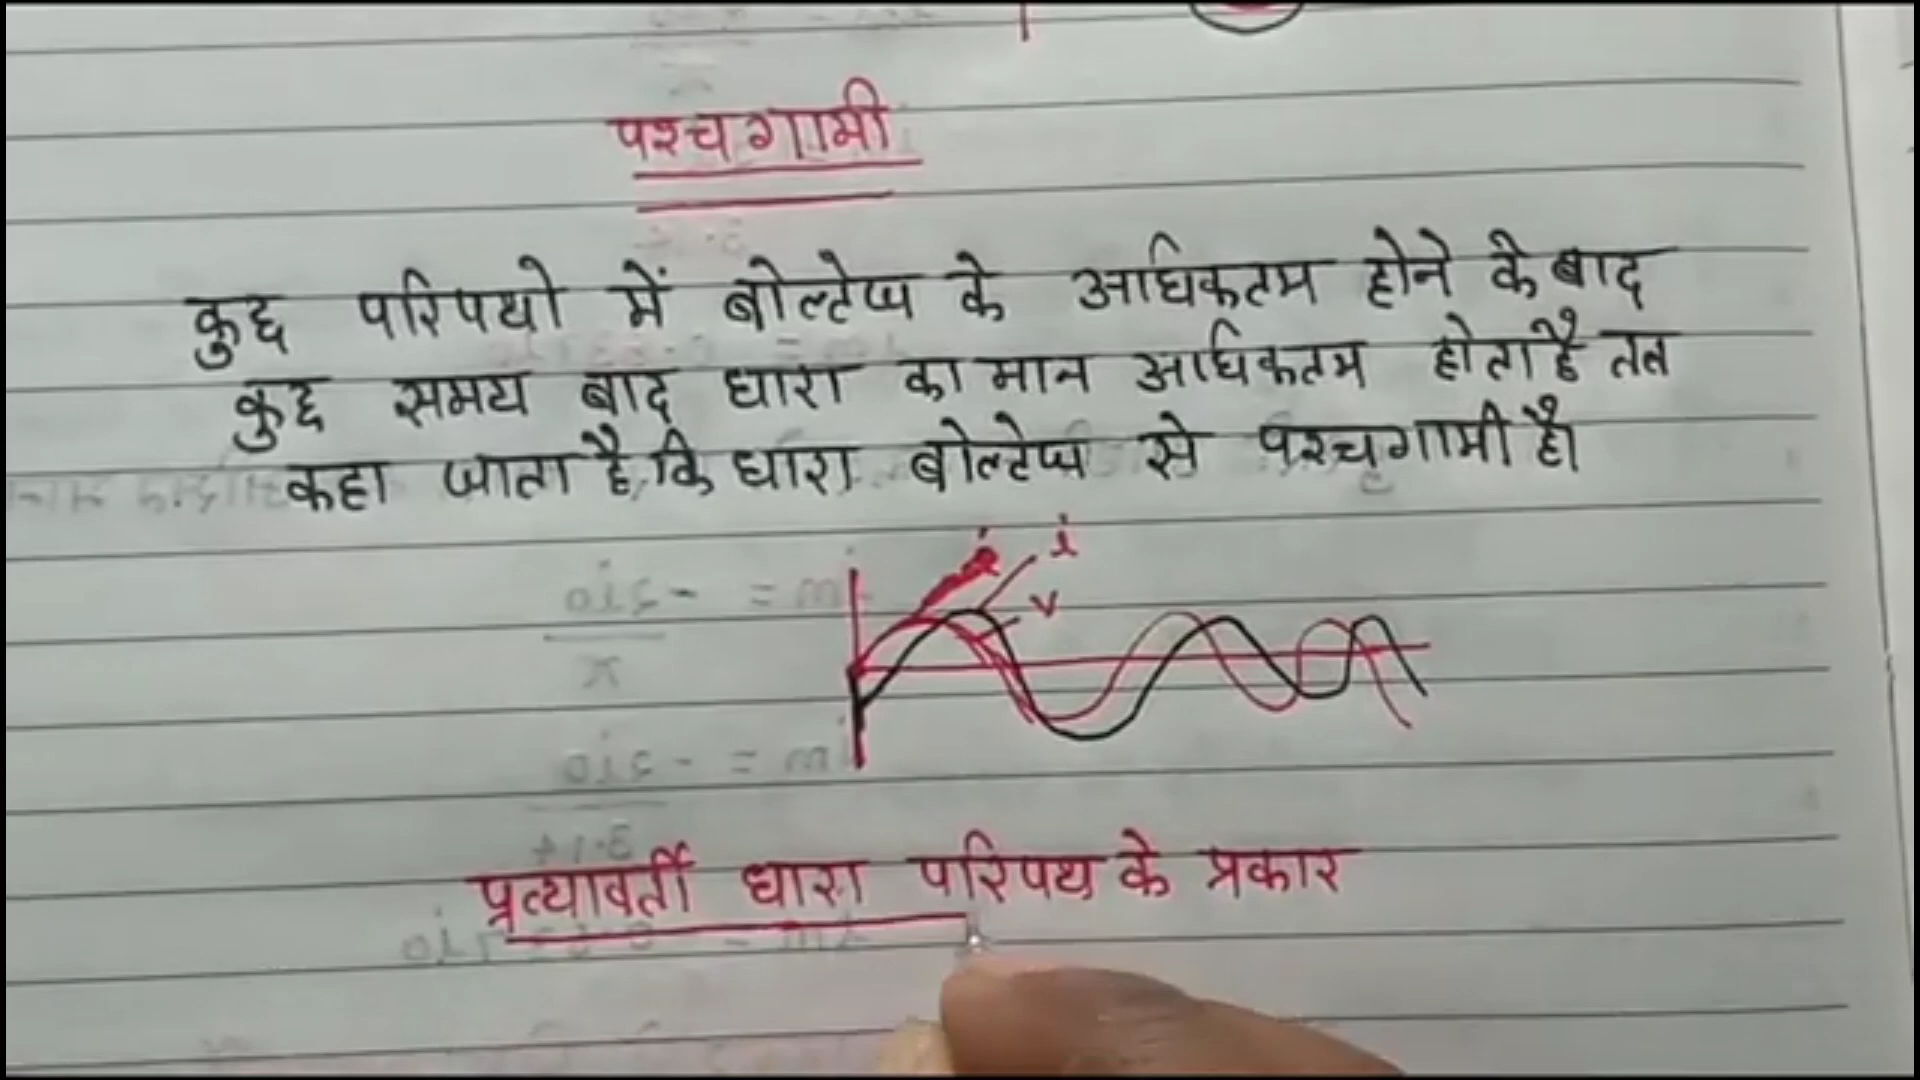 पश्चगामी
कुछ परिपथो में बोल्टेज के अधिकतम होने के बाद
कुछ समय बाद धारा का मान अधिकतम होता है तब
कहा जाता है कि धारा बोल्टेज से पश्चगामी है।
i
i
v
प्रत्यावर्ती धारा परिपथ के प्रकार